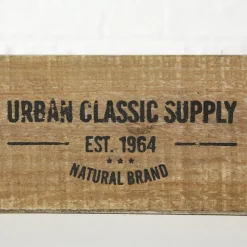 URBAN CLASSIC SUPPLY
EST. 1964
NATURAL BRAND